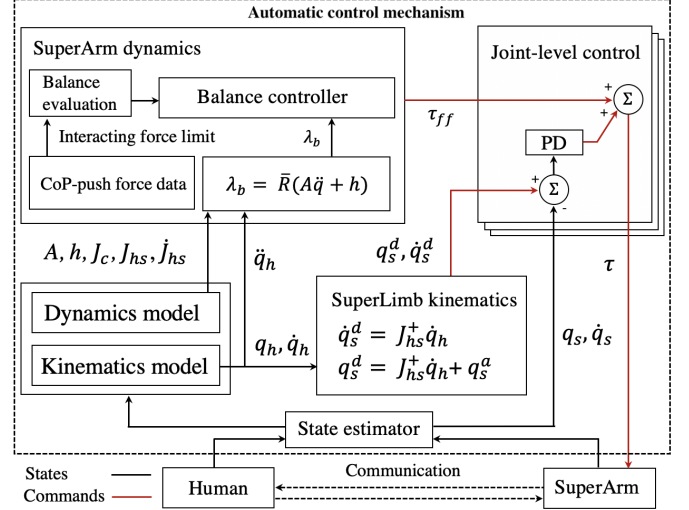 Automatic control mechanism
SuperArm dynamics
Balance
evaluation
Balance controller
Interacting force limit
λ_b
CoP-push force data
λ_b = R̄(Aq̈ + h)
τ_ff
Joint-level control
+
Σ
+
PD
+
Σ
-
A, h, J_c, J_hs, J̇_hs
q̈_h
q_s^d, q̇_s^d
τ
Dynamics model
Kinematics model
q_h, q̇_h
SuperLimb kinematics
q̇_s^d = J_hs^+ q̇_h
q_s^d = J_hs^+ q̇_h + q_s^a
q_s, q̇_s
State estimator
States
Commands
Human
Communication
SuperArm